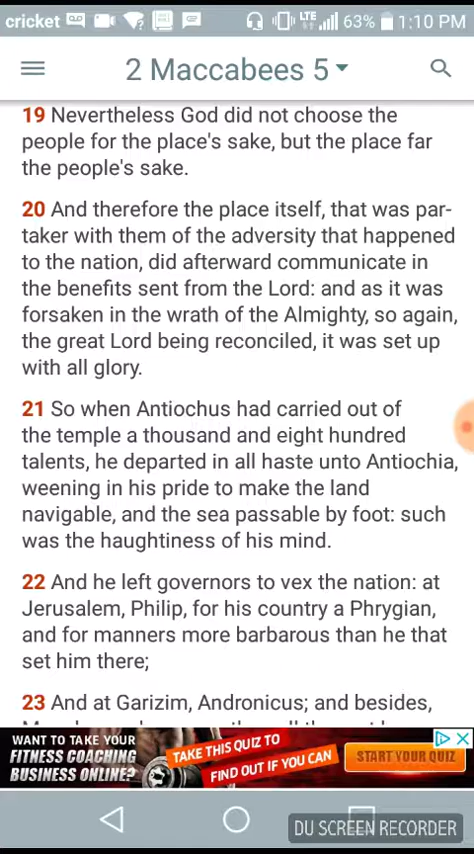 cricket LTE 63% 1:10 PM
2 Maccabees 5
19 Nevertheless God did not choose the
people for the place's sake, but the place far
the people's sake.
20 And therefore the place itself, that was par-
taker with them of the adversity that happened
to the nation, did afterward communicate in
the benefits sent from the Lord: and as it was
forsaken in the wrath of the Almighty, so again,
the great Lord being reconciled, it was set up
with all glory.
21 So when Antiochus had carried out of
the temple a thousand and eight hundred
talents, he departed in all haste unto Antiochia,
weening in his pride to make the land
navigable, and the sea passable by foot: such
was the haughtiness of his mind.
22 And he left governors to vex the nation: at
Jerusalem, Philip, for his country a Phrygian,
and for manners more barbarous than he that
set him there;
23 And at Garizim, Andronicus; and besides,
WANT TO TAKE YOUR
FITNESS COACHING
BUSINESS ONLINE?
TAKE THIS QUIZ TO
FIND OUT IF YOU CAN
START YOUR QUIZ
DU SCREEN RECORDER